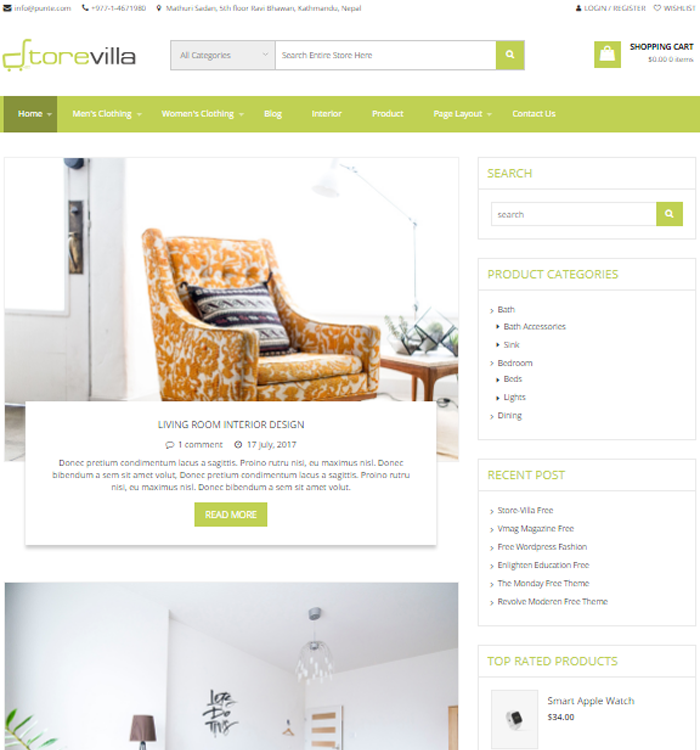 info@punte.com +977-1-4671980 Mathuri Sadan, 5th floor Ravi Bhawan, Kathmandu, Nepal LOGIN / REGISTER WISHLIST
storevilla
All Categories Search Entire Store Here
SHOPPING CART
$0.00 0 items
Home Men's Clothing Women's Clothing Blog Interior Product Page Layout Contact Us
LIVING ROOM INTERIOR DESIGN
1 comment 17 July, 2017
Donec pretium condimentum lacus a sagittis. Proino rutru nisi, eu maximus nisl. Donec
bibendum a sem sit amet volut, Donec pretium condimentum lacus a sagittis. Proino rutru
nisi, eu maximus nisl. Donec bibendum a sem sit amet volut.
READ MORE
LETS
DO
THIS
SEARCH
search
PRODUCT CATEGORIES
Bath
Bath Accessories
Sink
Bedroom
Beds
Lights
Dining
RECENT POST
Store-Villa Free
Vmag Magazine Free
Free Wordpress Fashion
Enlighten Education Free
The Monday Free Theme
Revolve Moderen Free Theme
TOP RATED PRODUCTS
Smart Apple Watch
$34.00